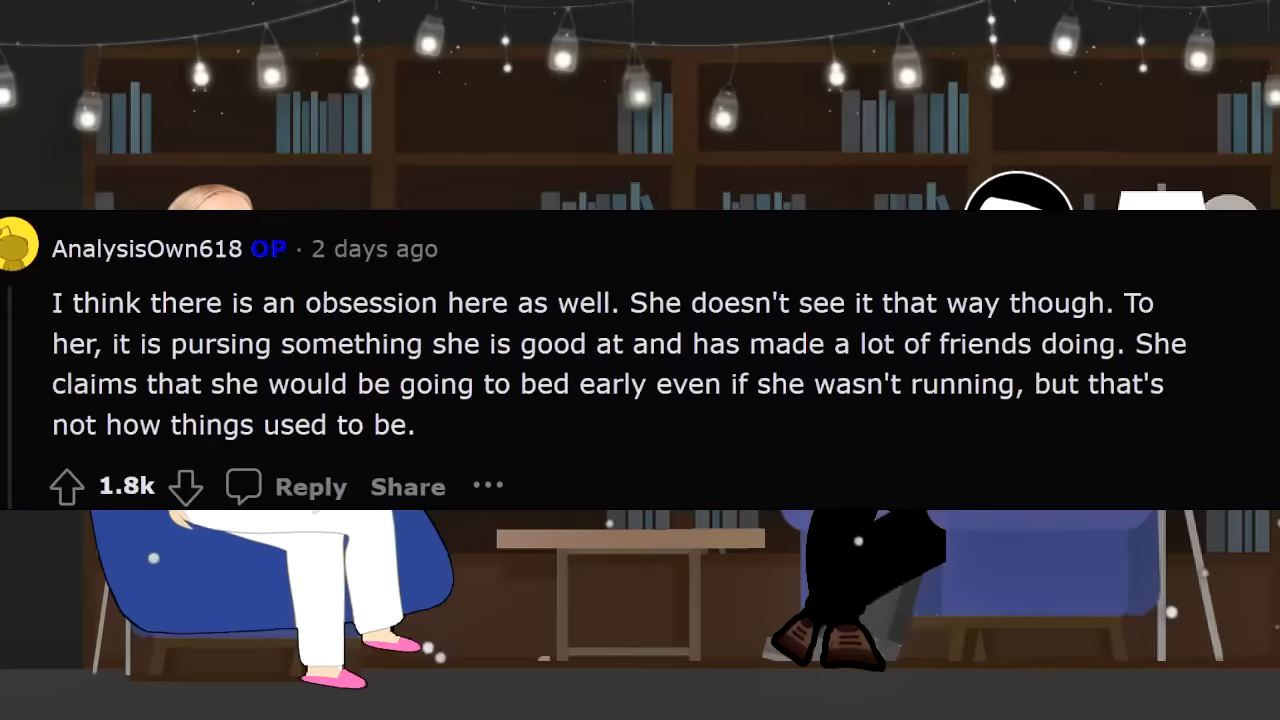 AnalysisOwn618 OP · 2 days ago
I think there is an obsession here as well. She doesn't see it that way though. To
her, it is pursing something she is good at and has made a lot of friends doing. She
claims that she would be going to bed early even if she wasn't running, but that's
not how things used to be.
1.8k Reply Share ···